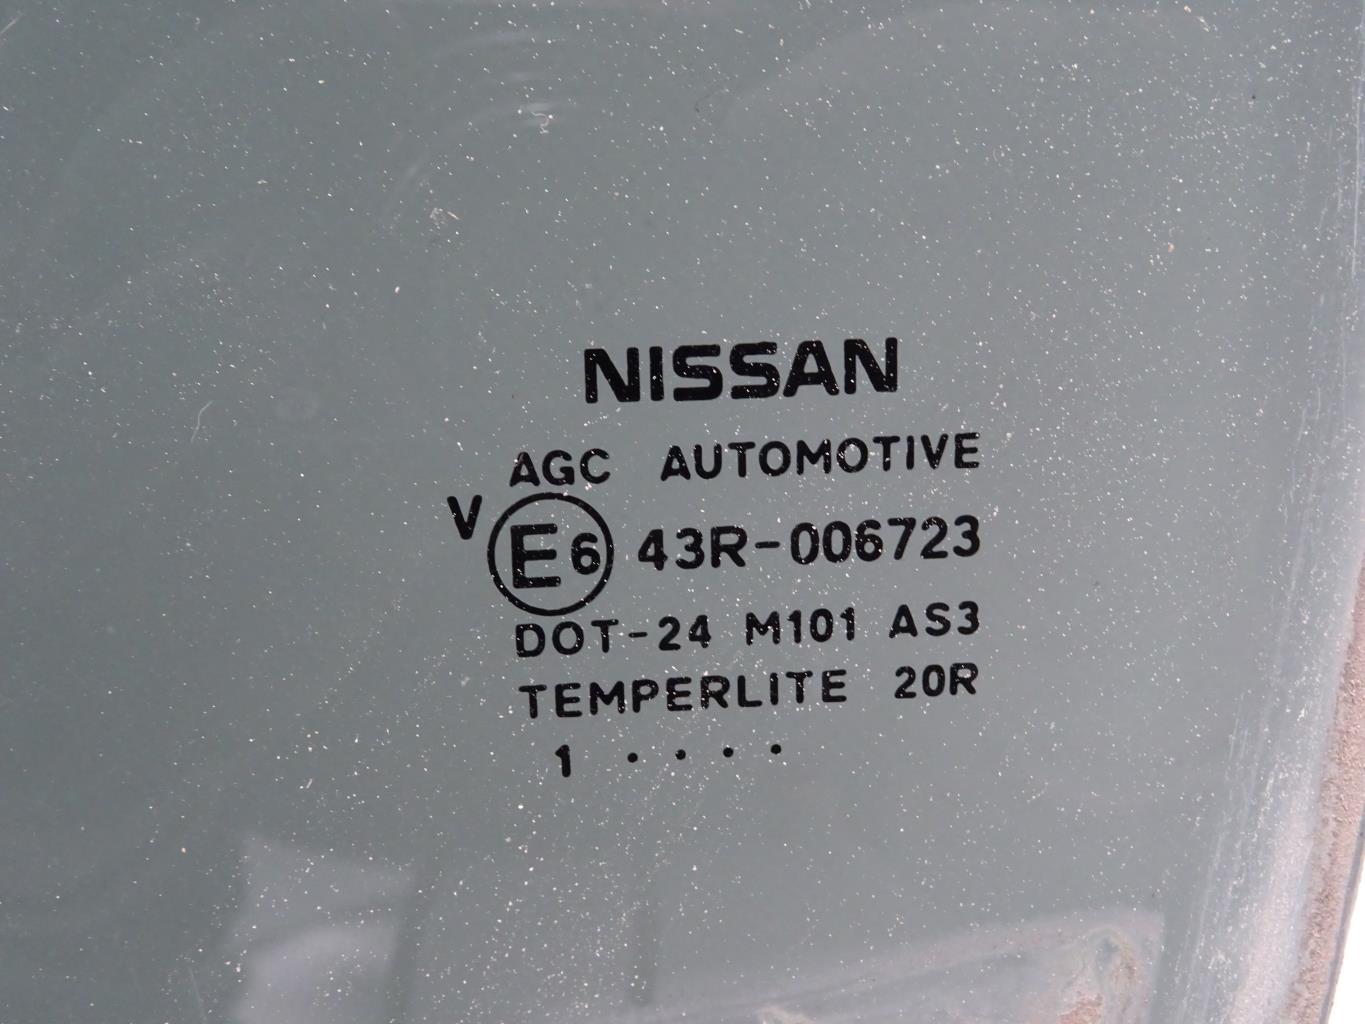 NISSAN
AGC AUTOMOTIVE
V E6 43R-006723
DOT-24 M101 AS3
TEMPERLITE 20R
1 . . . .